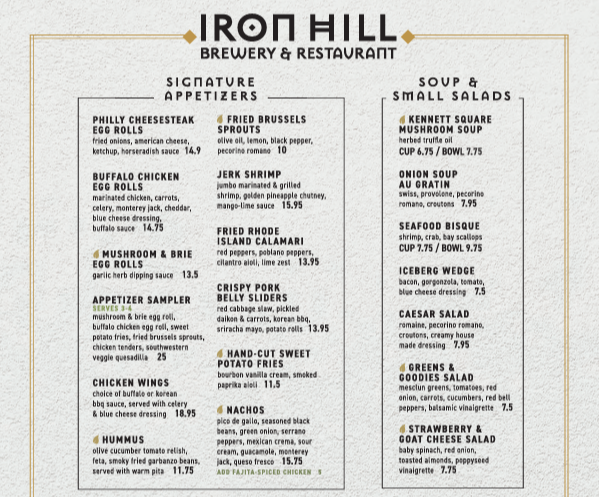 IRON HILL
BREWERY & RESTAURANT
SIGNATURE
APPETIZERS
PHILLY CHEESESTEAK
EGG ROLLS
fried onions, american cheese,
ketchup, horseradish sauce 14.9
BUFFALO CHICKEN
EGG ROLLS
marinated chicken, carrots,
celery, monterey jack, cheddar,
blue cheese dressing,
buffalo sauce 14.75
MUSHROOM & BRIE
EGG ROLLS
garlic herb dipping sauce 13.5
APPETIZER SAMPLER
SERVES 3-4
mushroom & brie egg roll,
buffalo chicken egg roll, sweet
potato fries, fried brussels sprouts,
chicken tenders, southwestern
veggie quesadilla 25
CHICKEN WINGS
choice of buffalo or korean
bbq sauce, served with celery
& blue cheese dressing 18.95
HUMMUS
olive cucumber tomato relish,
feta, smoky fried garbanzo beans,
served with warm pita 11.75
FRIED BRUSSELS
SPROUTS
olive oil, lemon, black pepper,
pecorino romano 10
JERK SHRIMP
jumbo marinated & grilled
shrimp, golden pineapple chutney,
mango-lime sauce 15.95
FRIED RHODE
ISLAND CALAMARI
red peppers, poblano peppers,
cilantro aioli, lime zest 13.95
CRISPY PORK
BELLY SLIDERS
red cabbage slaw, pickled
daikon & carrots, korean bbq,
sriracha mayo, potato rolls 13.95
HAND-CUT SWEET
POTATO FRIES
bourbon vanilla cream, smoked
paprika aioli 11.5
NACHOS
pico de gallo, seasoned black
beans, green onion, serrano
peppers, mexican crema, sour
cream, guacamole, monterey
jack, queso fresco 15.75
ADD FAJITA-SPICED CHICKEN 5
SOUP &
SMALL SALADS
KENNETT SQUARE
MUSHROOM SOUP
herbed truffle oil
CUP 6.75 / BOWL 7.75
ONION SOUP
AU GRATIN
swiss, provolone, pecorino
romano, croutons 7.95
SEAFOOD BISQUE
shrimp, crab, bay scallops
CUP 7.75 / BOWL 9.75
ICEBERG WEDGE
bacon, gorgonzola, tomato,
blue cheese dressing 7.5
CAESAR SALAD
romaine, pecorino romano,
croutons, creamy house
made dressing 7.95
GREENS &
GOODIES SALAD
mesclun greens, tomatoes, red
onion, carrots, cucumbers, red bell
peppers, balsamic vinaigrette 7.5
STRAWBERRY &
GOAT CHEESE SALAD
baby spinach, red onion,
toasted almonds, poppyseed
vinaigrette 7.75